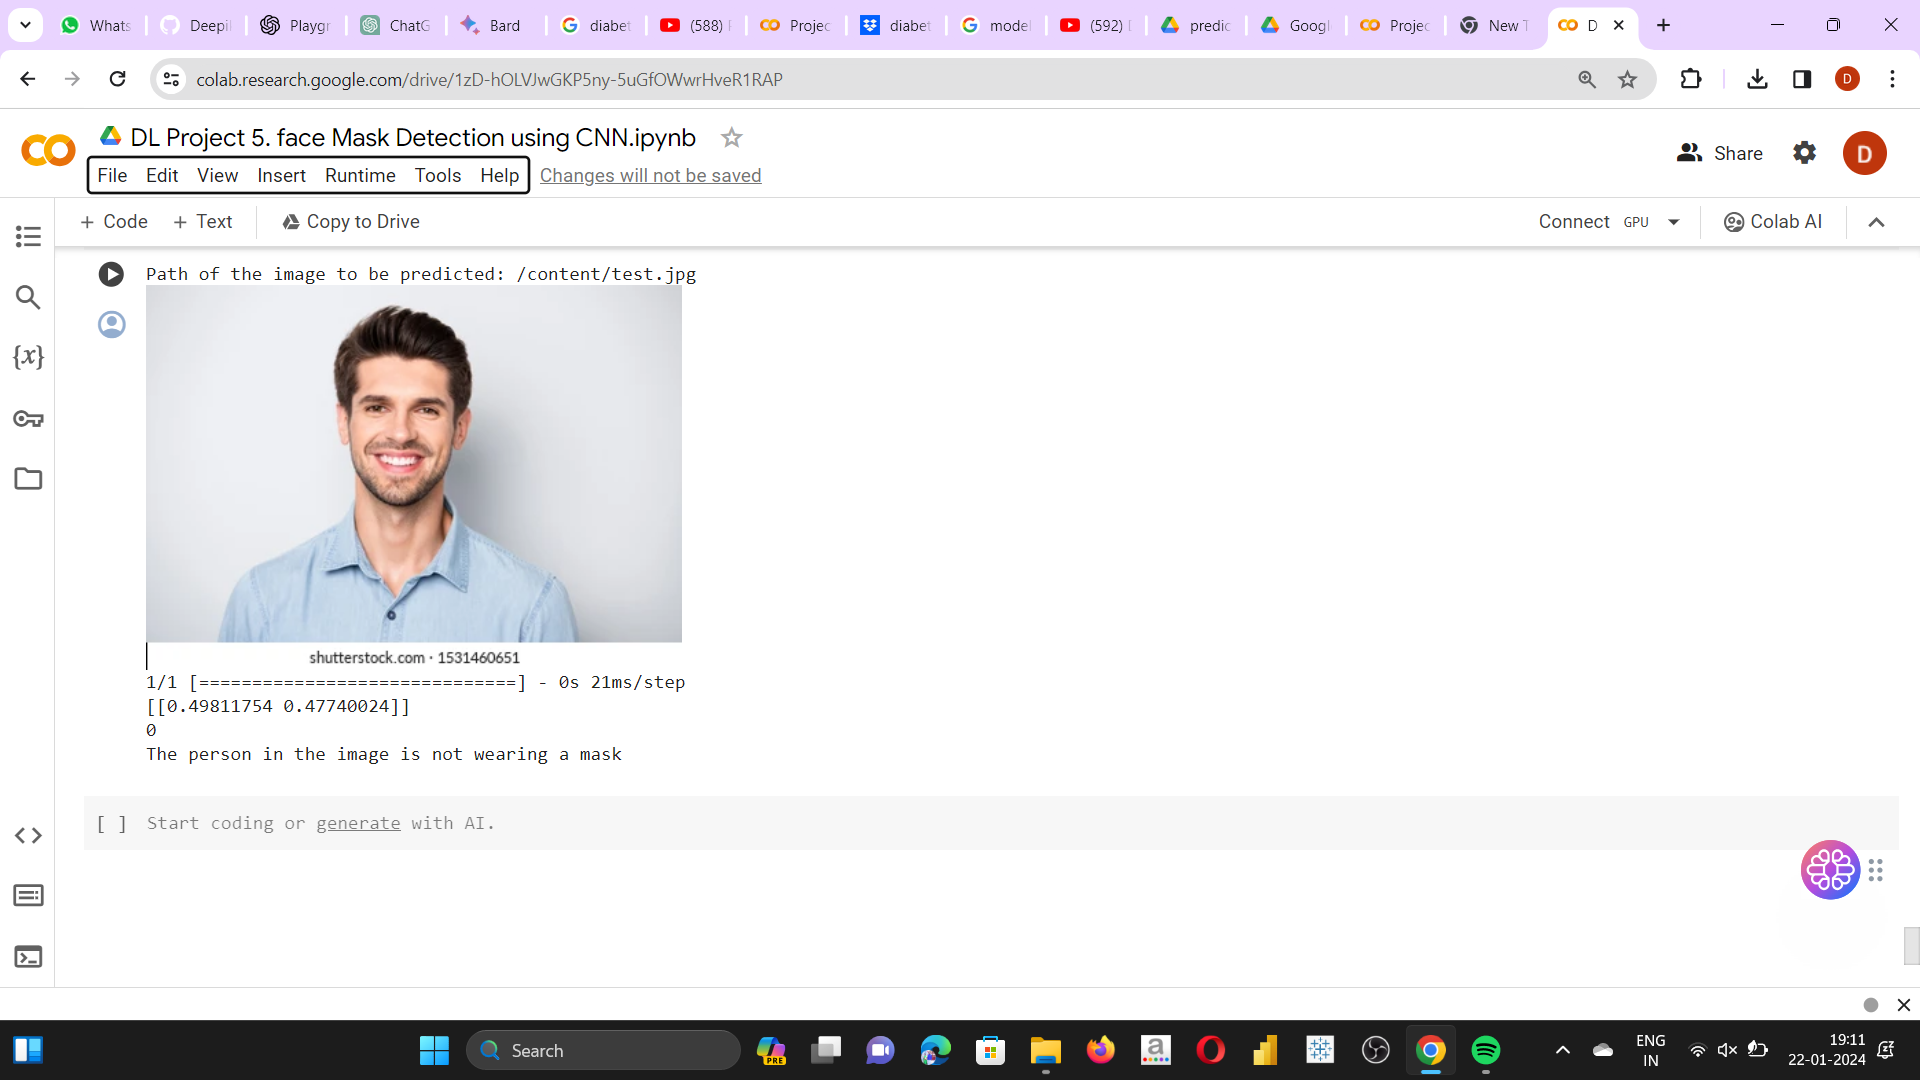 Whats
Deepi
Playgr
ChatG
Bard
diabet
(588)
Projec
diabet
model
(592)
predic
Googl
Projec
New T
D
colab.research.google.com/drive/1zD-hOLVJwGKP5ny-5uGfOWwrHveR1RAP
D
DL Project 5. face Mask Detection using CNN.ipynb
Share
D
File Edit View Insert Runtime Tools Help Changes will not be saved
+ Code + Text Copy to Drive
Connect GPU
Colab AI
{x}
Path of the image to be predicted: /content/test.jpg
shutterstock.com · 1531460651
1/1 [==============================] - 0s 21ms/step
[[0.49811754 0.47740024]]
0
The person in the image is not wearing a mask
[ ] Start coding or generate with AI.
Search
PRE
a
ENG
IN
19:11
22-01-2024